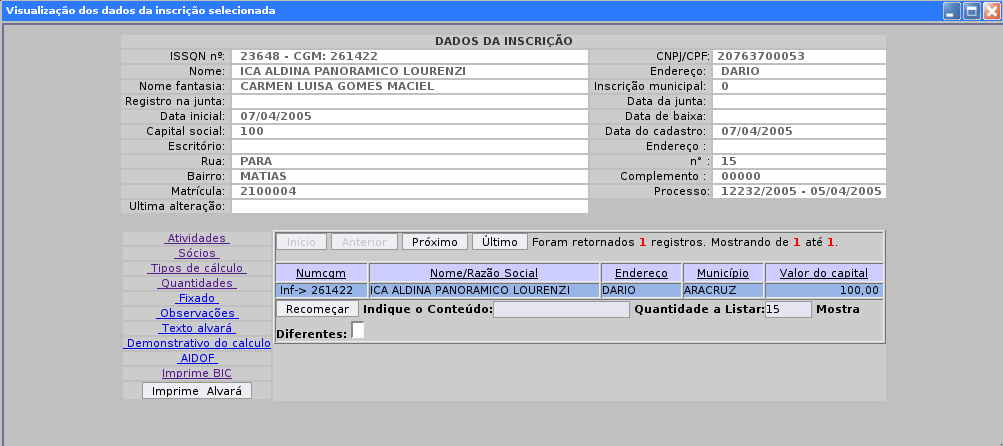 Visualização dos dados da inscrição selecionada
DADOS DA INSCRIÇÃO
ISSQN nº: 23648 - CGM: 261422 CNPJ/CPF: 20763700053
Nome: ICA ALDINA PANORAMICO LOURENZI Endereço: DARIO
Nome fantasia: CARMEN LUISA GOMES MACIEL Inscrição municipal: 0
Registro na junta: Data da junta:
Data inicial: 07/04/2005 Data de baixa:
Capital social: 100 Data do cadastro: 07/04/2005
Escritório: Endereço :
Rua: PARA n° : 15
Bairro: MATIAS Complemento : 00000
Matrícula: 2100004 Processo: 12232/2005 - 05/04/2005
Ultima alteração:
Atividades
Sócios
Tipos de cálculo
Quantidades
Fixado
Observações
Texto alvará
Demonstrativo do calculo
AIDOF
Imprime BIC
Imprime Alvará
Início Anterior Próximo Último Foram retornados 1 registros. Mostrando de 1 até 1.
Numcgm Nome/Razão Social Endereço Município Valor do capital
Inf-> 261422 ICA ALDINA PANORAMICO LOURENZI DARIO ARACRUZ 100,00
Recomeçar Indique o Conteúdo: Quantidade a Listar: 15 Mostra
Diferentes: